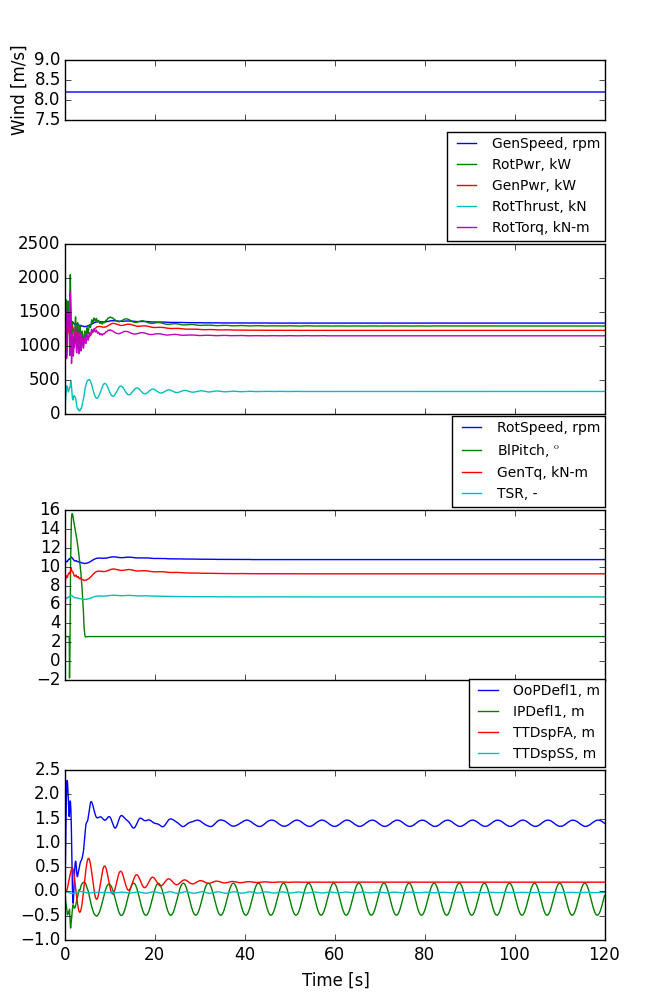 Wind [m/s]
9.0
8.5
8.0
7.5
GenSpeed, rpm
RotPwr, kW
GenPwr, kW
RotThrust, kN
RotTorq, kN-m
2500
2000
1500
1000
500
0
RotSpeed, rpm
BlPitch, °
GenTq, kN-m
TSR, -
16
14
12
10
8
6
4
2
0
−2
OoPDefl1, m
IPDefl1, m
TTDspFA, m
TTDspSS, m
2.5
2.0
1.5
1.0
0.5
0.0
−0.5
−1.0
0 20 40 60 80 100 120
Time [s]